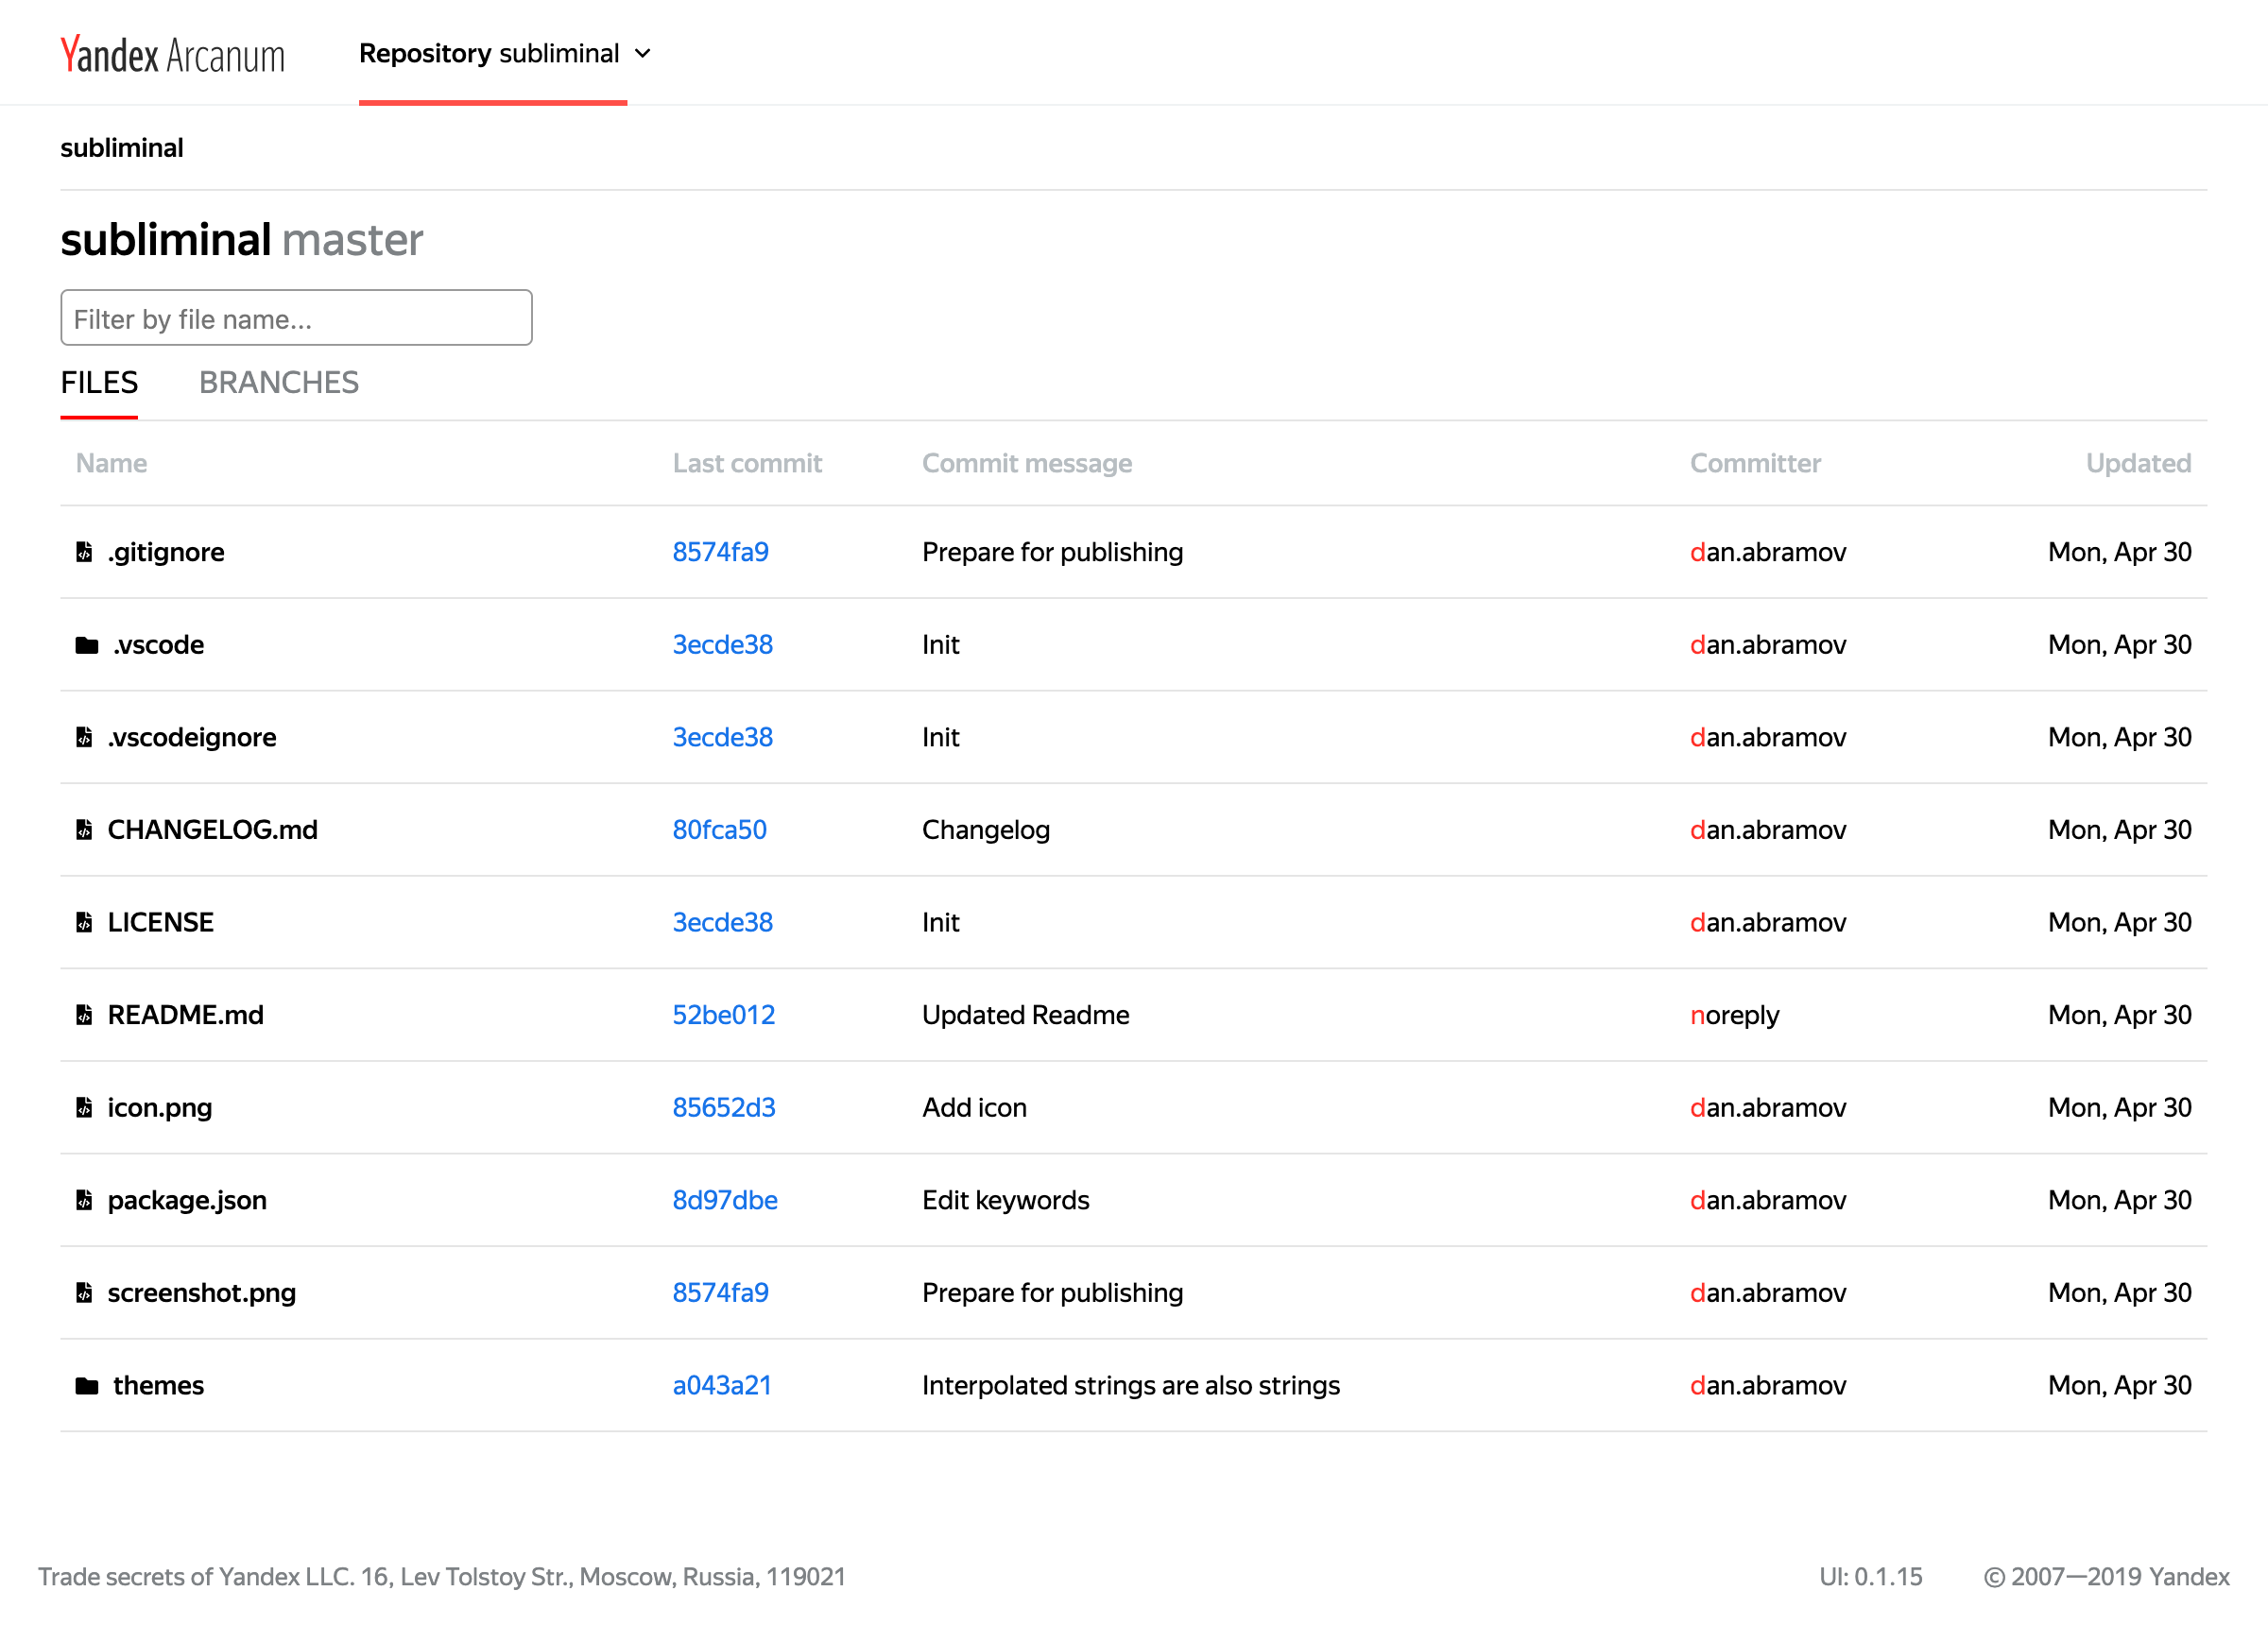 Yandex Arcanum Repository subliminal
subliminal
subliminal master
Filter by file name...
FILES BRANCHES
Name Last commit Commit message Committer Updated
.gitignore 8574fa9 Prepare for publishing dan.abramov Mon, Apr 30
.vscode 3ecde38 Init dan.abramov Mon, Apr 30
.vscodeignore 3ecde38 Init dan.abramov Mon, Apr 30
CHANGELOG.md 80fca50 Changelog dan.abramov Mon, Apr 30
LICENSE 3ecde38 Init dan.abramov Mon, Apr 30
README.md 52be012 Updated Readme noreply Mon, Apr 30
icon.png 85652d3 Add icon dan.abramov Mon, Apr 30
package.json 8d97dbe Edit keywords dan.abramov Mon, Apr 30
screenshot.png 8574fa9 Prepare for publishing dan.abramov Mon, Apr 30
themes a043a21 Interpolated strings are also strings dan.abramov Mon, Apr 30
Trade secrets of Yandex LLC. 16, Lev Tolstoy Str., Moscow, Russia, 119021 UI: 0.1.15 © 2007—2019 Yandex